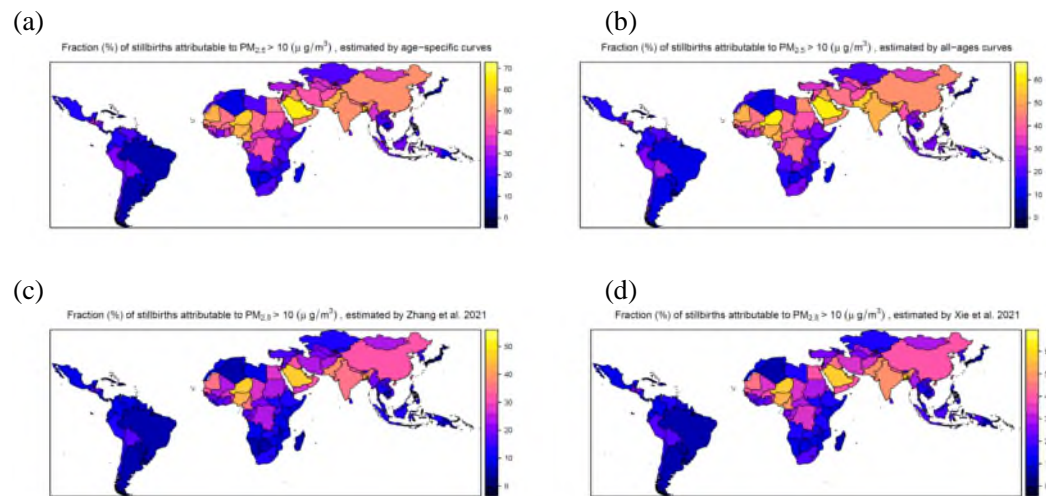 (a)
(b)
Fraction (%) of stillbirths attributable to PM2.5 > 10 (μ g/m³) , estimated by age−specific curves
Fraction (%) of stillbirths attributable to PM2.5 > 10 (μ g/m³) , estimated by all−ages curves
70
60
50
40
30
20
10
0
60
50
40
30
20
10
0
(c)
(d)
Fraction (%) of stillbirths attributable to PM2.5 > 10 (μ g/m³) , estimated by Zhang et al. 2021
Fraction (%) of stillbirths attributable to PM2.5 > 10 (μ g/m³) , estimated by Xie et al. 2021
50
40
30
20
10
0